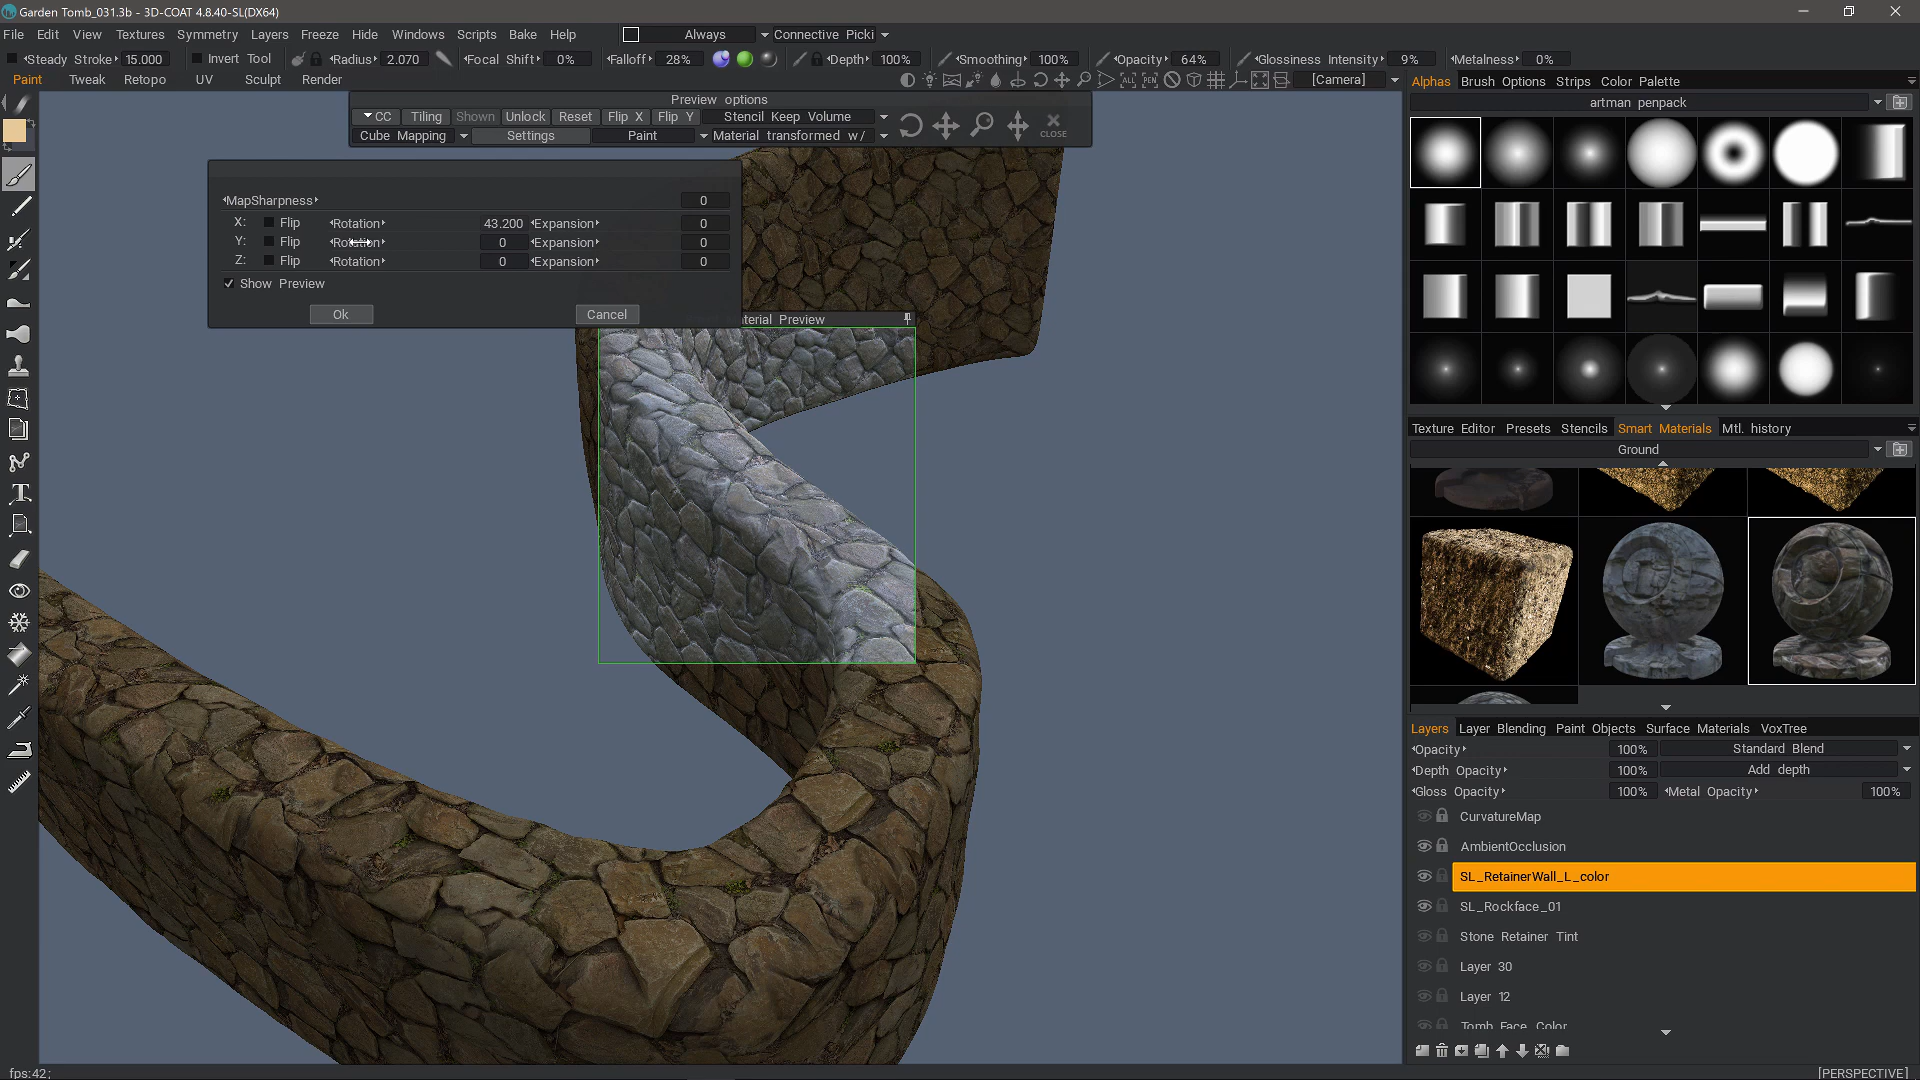 Garden Tomb_031.3b - 3D-COAT 4.8.40-SL(DX64)
File Edit View Textures Symmetry Layers Freeze Hide Windows Scripts Bake Help Always Connective Picki
Steady Stroke 15.000 Invert Tool Radius 2.070 Focal Shift 0% Falloff 28% Depth 100% Smoothing 100% Opacity 64% Glossiness Intensity 9% Metalness 0%
Paint Tweak Retopo UV Sculpt Render ALL PEN [Camera]
Preview options
CC Tiling Shown Unlock Reset Flip X Flip Y Stencil Keep Volume
Cube Mapping Settings Paint Material transformed w/ CLOSE
MapSharpness 0
X: Flip Rotation 43.200 Expansion 0
Y: Flip Rotation 0 Expansion 0
Z: Flip Rotation 0 Expansion 0
Show Preview
Ok Cancel
terial Preview
Alphas Brush Options Strips Color Palette
artman penpack
Texture Editor Presets Stencils Smart Materials Mtl. history
Ground
Layers Layer Blending Paint Objects Surface Materials VoxTree
Opacity 100% Standard Blend
Depth Opacity 100% Add depth
Gloss Opacity 100% Metal Opacity 100%
CurvatureMap
AmbientOcclusion
SL_RetainerWall_L_color
SL_Rockface_01
Stone Retainer Tint
Layer 30
Layer 12
Tomb Face Color
fps:42; [PERSPECTIVE]